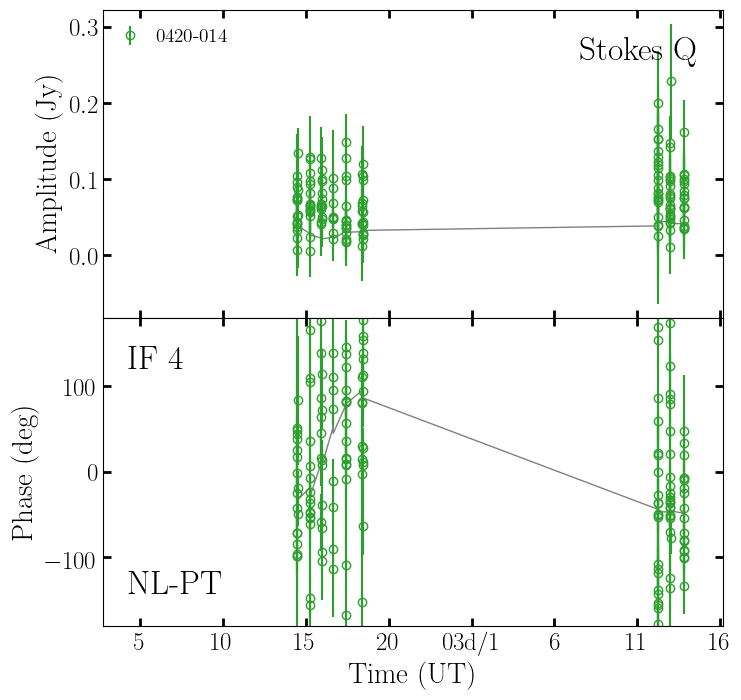 0420-014
Stokes Q
Amplitude (Jy)
0.3
0.2
0.1
0.0
IF 4
NL-PT
Phase (deg)
100
0
−100
5 10 15 20 03d/1 6 11 16
Time (UT)